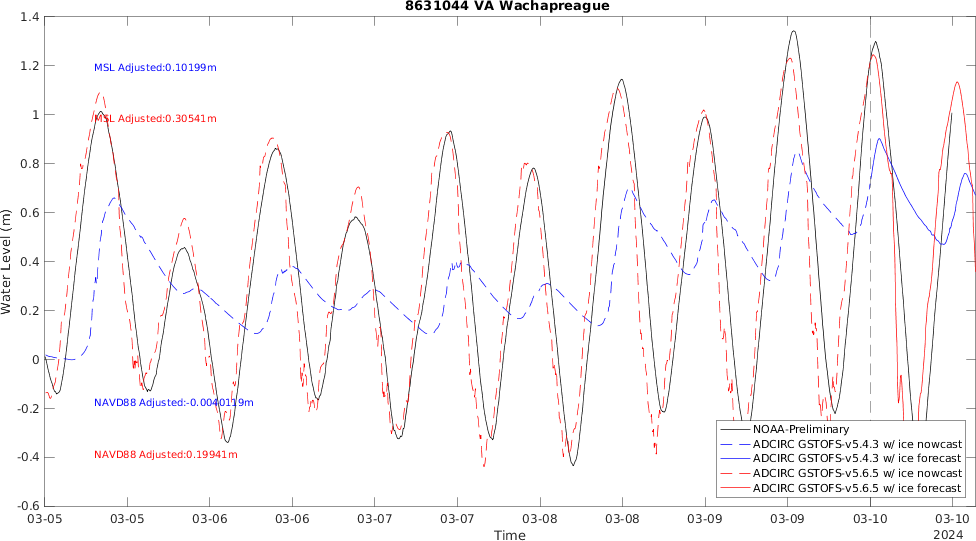 8631044 VA Wachapreague
1.4
1.2
1
0.8
0.6
0.4
0.2
0
-0.2
-0.4
-0.6
Water Level (m)
MSL Adjusted:0.10199m
MSL Adjusted:0.30541m
NAVD88 Adjusted:-0.0040119m
NAVD88 Adjusted:0.19941m
NOAA-Preliminary
ADCIRC GSTOFS-v5.4.3 w/ ice nowcast
ADCIRC GSTOFS-v5.4.3 w/ ice forecast
ADCIRC GSTOFS-v5.6.5 w/ ice nowcast
ADCIRC GSTOFS-v5.6.5 w/ ice forecast
03-05 03-05 03-06 03-06 03-07 03-07 03-08 03-08 03-09 03-09 03-10 03-10
Time
2024